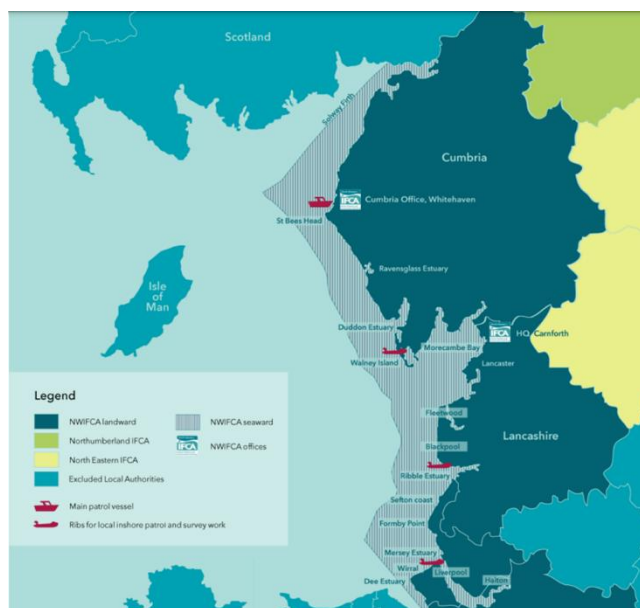 Scotland
Solway Firth
Cumbria
IFCA
Cumbria Office, Whitehaven
St Bees Head
Ravensglass Estuary
Isle
of
Man
Duddon Estuary
IFCA
HQ, Carnforth
Morecambe Bay
Walney Island
Lancaster
Legend
NWIFCA landward
NWIFCA seaward
Northumberland IFCA
IFCA
NWIFCA offices
North Eastern IFCA
Excluded Local Authorities
Main patrol vessel
Ribs for local inshore patrol and survey work
Fleetwood
Lancashire
Blackpool
Ribble Estuary
Sefton coast
Formby Point
Mersey Estuary
Wirral
Liverpool
Dee Estuary
Halton